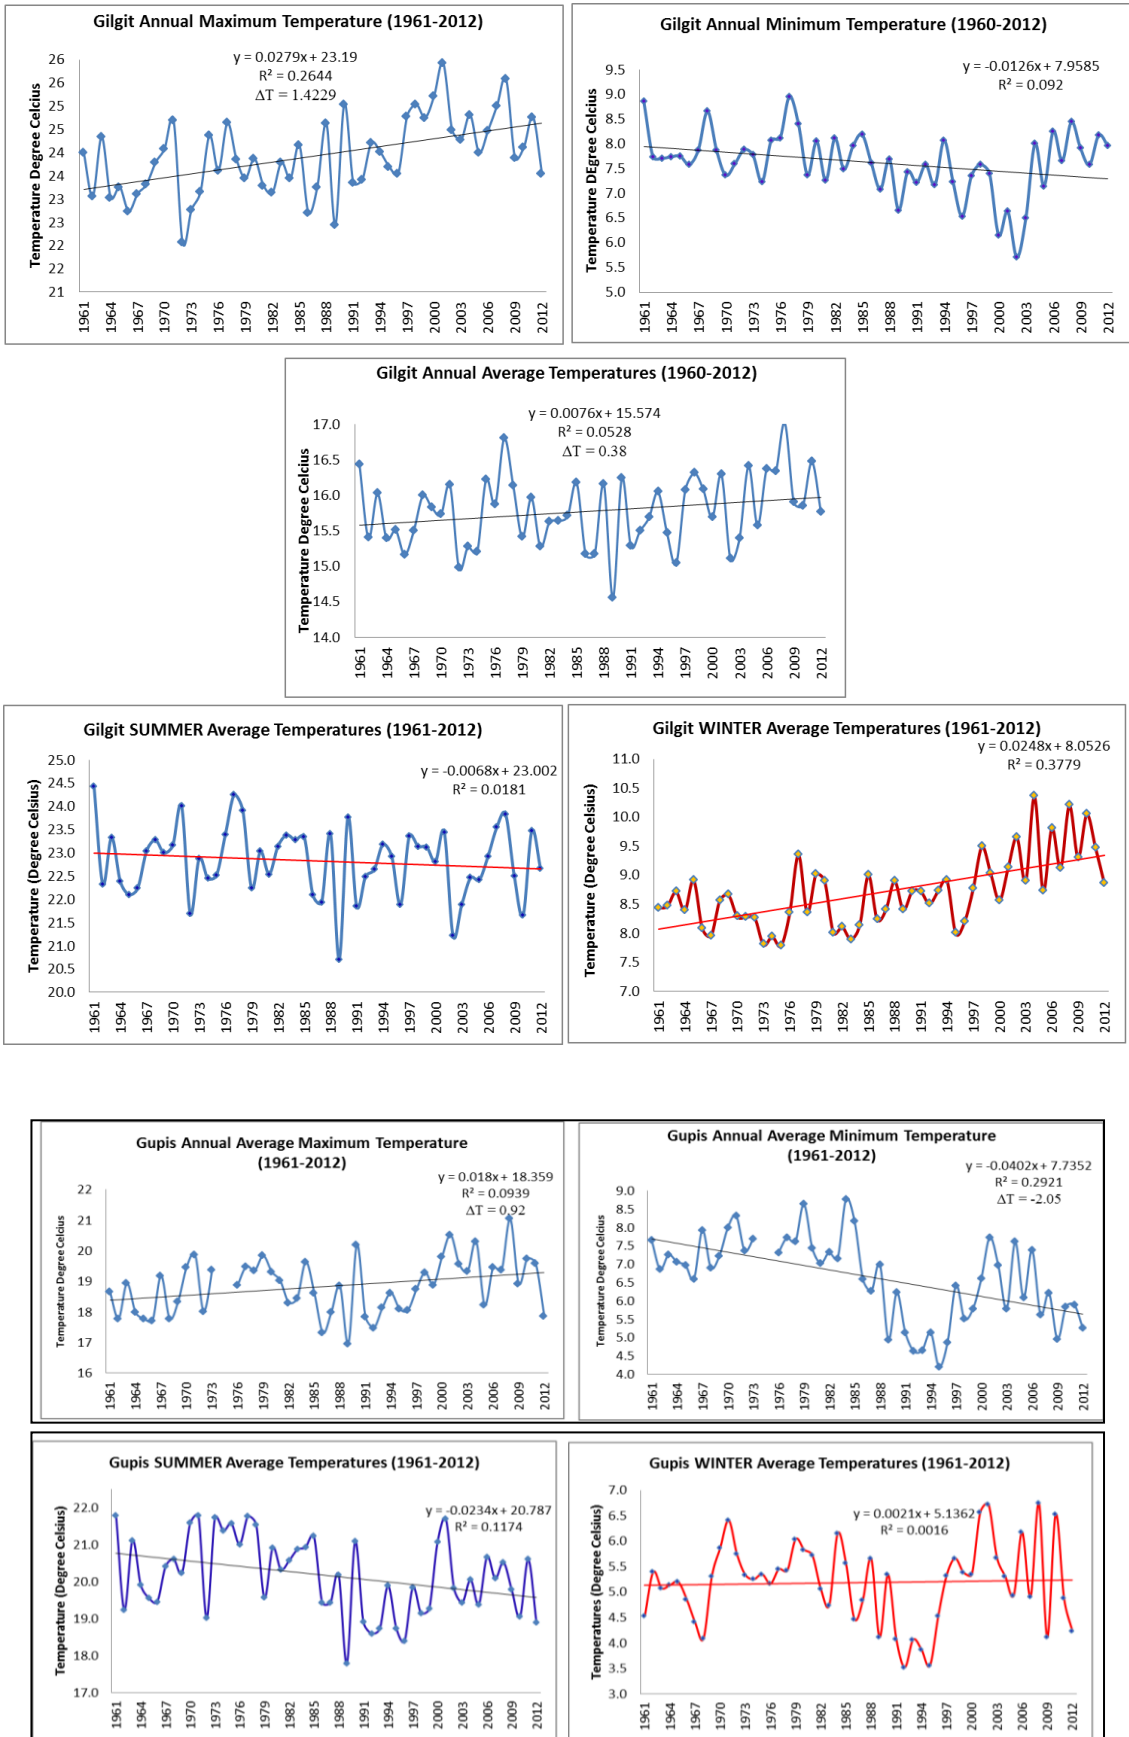 Gilgit Annual Maximum Temperature (1961-2012)
y = 0.0279x + 23.19
R² = 0.2644
ΔT = 1.4229
Temperature Degree Celcius
26
26
25
25
24
24
23
23
22
22
21
1961 1964 1965 1967 1970 1973 1976 1979 1982 1985 1988 1991 1994 1997 2000 2003 2006 2009 2012
Gilgit Annual Minimum Temperature (1960-2012)
y = -0.0126x + 7.9585
R² = 0.092
Temperature DEgree Celcius
9.5
9.0
8.5
8.0
7.5
7.0
6.5
6.0
5.5
5.0
1961 1964 1967 1970 1973 1976 1979 1982 1985 1988 1991 1994 1997 2000 2003 2006 2009 2012
Gilgit Annual Average Temperatures (1960-2012)
y = 0.0076x + 15.574
R² = 0.0528
ΔT = 0.38
Temperature Degree Celcius
17.0
16.5
16.0
15.5
15.0
14.5
14.0
1961 1964 1967 1970 1973 1976 1979 1982 1985 1988 1991 1994 1997 2000 2003 2006 2009 2012
Gilgit SUMMER Average Temperatures (1961-2012)
y = -0.0068x + 23.002
R² = 0.0181
Temperature (Degree Celsius)
25.0
24.5
24.0
23.5
23.0
22.5
22.0
21.5
21.0
20.5
20.0
1961 1964 1967 1970 1973 1976 1979 1982 1985 1988 1991 1994 1997 2000 2003 2006 2009 2012
Gilgit WINTER Average Temperatures (1961-2012)
y = 0.0248x + 8.0526
R² = 0.3779
Temperature (Degree Celsius)
11.0
10.5
10.0
9.5
9.0
8.5
8.0
7.5
7.0
1961 1964 1967 1970 1973 1976 1979 1982 1985 1988 1991 1994 1997 2000 2003 2006 2009 2012
Gupis Annual Average Maximum Temperature
(1961-2012)
y = 0.018x + 18.359
R² = 0.0939
ΔT = 0.92
Temperature Degree Celcius
22
21
20
19
18
17
16
1961 1964 1967 1970 1973 1976 1979 1982 1985 1988 1991 1994 1997 2000 2003 2006 2009 2012
Gupis Annual Average Minimum Temperature
(1961-2012)
y = -0.0402x + 7.7352
R² = 0.2921
ΔT = -2.05
Temperature Degree Celcius
9.0
8.5
8.0
7.5
7.0
6.5
6.0
5.5
5.0
4.5
4.0
1961 1964 1967 1970 1973 1976 1979 1982 1985 1988 1991 1994 1997 2000 2003 2006 2009 2012
Gupis SUMMER Average Temperatures (1961-2012)
y = -0.0234x + 20.787
R² = 0.1174
Temperature (Degree Celsius)
22.0
21.0
20.0
19.0
18.0
17.0
1961 1964 1967 1970 1973 1976 1979 1982 1985 1988 1991 1994 1997 2000 2003 2006 2009 2012
Gupis WINTER Average Temperatures (1961-2012)
y = 0.0021x + 5.1362
R² = 0.0016
Temperatures (Degree Celsius)
7.0
6.5
6.0
5.5
5.0
4.5
4.0
3.5
3.0
1961 1964 1967 1970 1973 1976 1979 1982 1985 1988 1991 1994 1997 2000 2003 2006 2009 2012